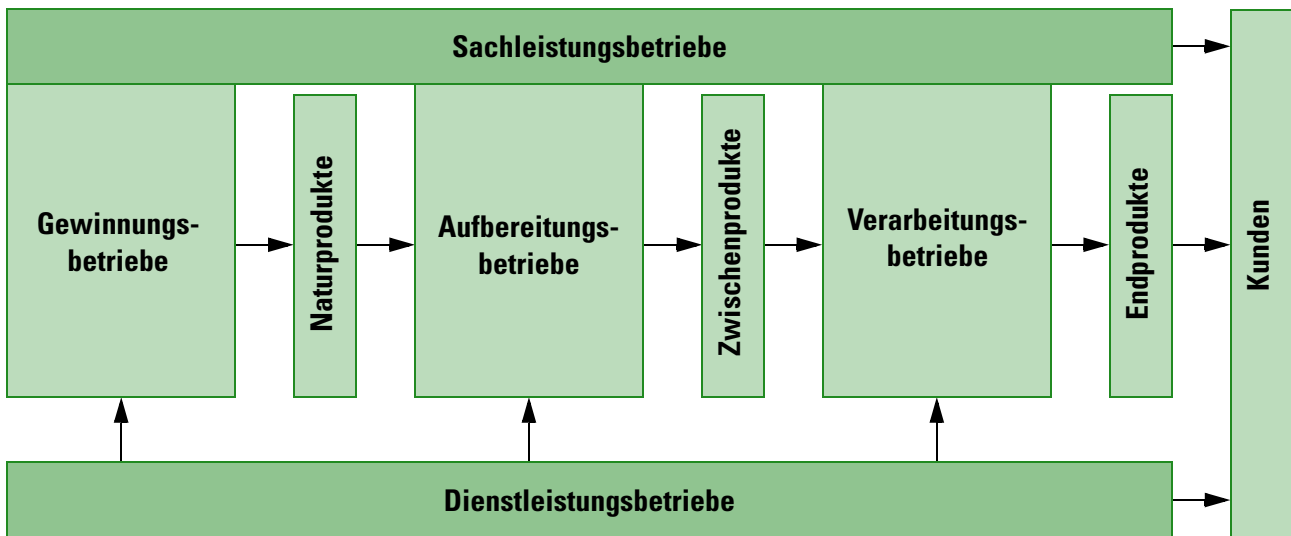 Sachleistungsbetriebe
Gewinnungs-
betriebe
Naturprodukte
Aufbereitungs-
betriebe
Zwischenprodukte
Verarbeitungs-
betriebe
Endprodukte
Kunden
Dienstleistungsbetriebe